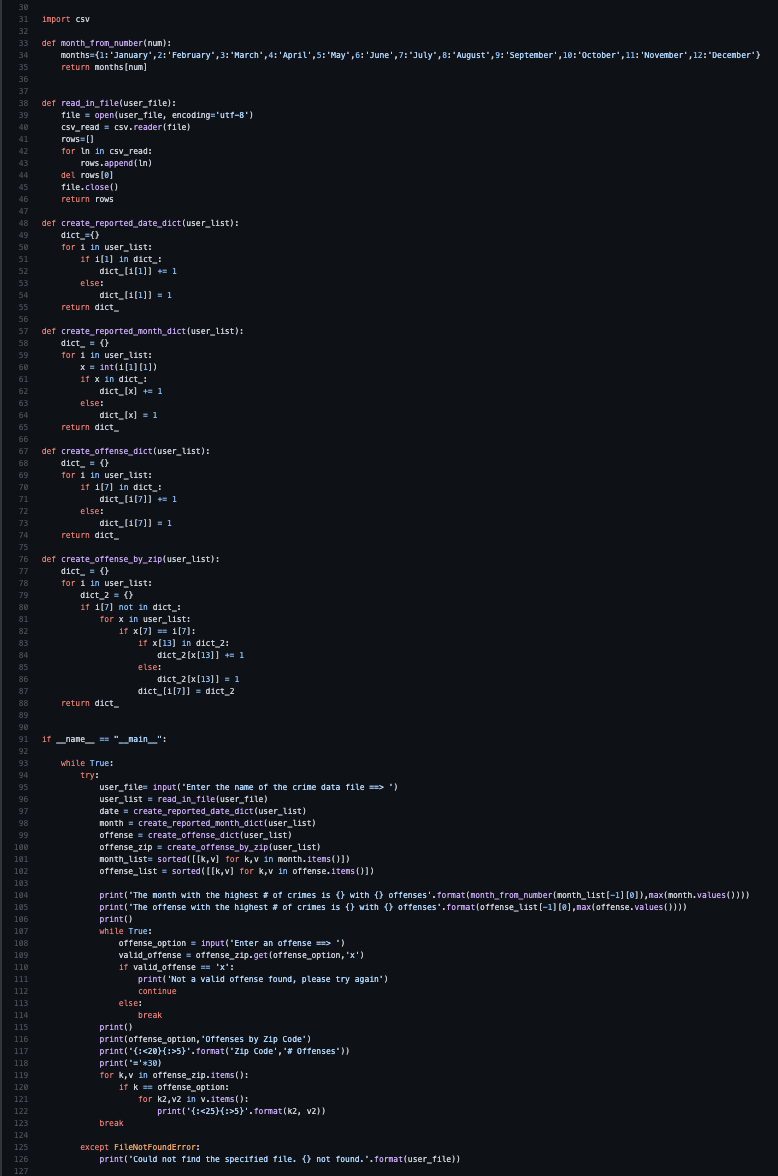 30
31 import csv
32
33 def month_from_number(num):
34     months={1:'January',2:'February',3:'March',4:'April',5:'May',6:'June',7:'July',8:'August',9:'September',10:'October',11:'November',12:'December'}
35     return months[num]
36
37
38 def read_in_file(user_file):
39     file = open(user_file, encoding='utf-8')
40     csv_read = csv.reader(file)
41     rows=[]
42     for ln in csv_read:
43         rows.append(ln)
44     del rows[0]
45     file.close()
46     return rows
47
48 def create_reported_date_dict(user_list):
49     dict_={}
50     for i in user_list:
51         if i[1] in dict_:
52             dict_[i[1]] += 1
53         else:
54             dict_[i[1]] = 1
55     return dict_
56
57 def create_reported_month_dict(user_list):
58     dict_ = {}
59     for i in user_list:
60         x = int(i[1][1])
61         if x in dict_:
62             dict_[x] += 1
63         else:
64             dict_[x] = 1
65     return dict_
66
67 def create_offense_dict(user_list):
68     dict_ = {}
69     for i in user_list:
70         if i[7] in dict_:
71             dict_[i[7]] += 1
72         else:
73             dict_[i[7]] = 1
74     return dict_
75
76 def create_offense_by_zip(user_list):
77     dict_ = {}
78     for i in user_list:
79         dict_2 = {}
80         if i[7] not in dict_:
81             for x in user_list:
82                 if x[7] == i[7]:
83                     if x[13] in dict_2:
84                         dict_2[x[13]] += 1
85                     else:
86                         dict_2[x[13]] = 1
87                     dict_[i[7]] = dict_2
88     return dict_
89
90
91 if __name__ == "__main__":
92
93     while True:
94         try:
95             user_file= input('Enter the name of the crime data file ==> ')
96             user_list = read_in_file(user_file)
97             date = create_reported_date_dict(user_list)
98             month = create_reported_month_dict(user_list)
99             offense = create_offense_dict(user_list)
100             offense_zip = create_offense_by_zip(user_list)
101             month_list= sorted([[k,v] for k,v in month.items()])
102             offense_list = sorted([[k,v] for k,v in offense.items()])
103
104             print('The month with the highest # of crimes is {} with {} offenses'.format(month_from_number(month_list[-1][0]),max(month.values())))
105             print('The offense with the highest # of crimes is {} with {} offenses'.format(offense_list[-1][0],max(offense.values())))
106             print()
107             while True:
108                 offense_option = input('Enter an offense ==> ')
109                 valid_offense = offense_zip.get(offense_option,'x')
110                 if valid_offense == 'x':
111                     print('Not a valid offense found, please try again')
112                     continue
113                 else:
114                     break
115             print()
116             print(offense_option,'Offenses by Zip Code')
117             print('{:<20}{:>5}'.format('Zip Code','# Offenses'))
118             print('='*30)
119             for k,v in offense_zip.items():
120                 if k == offense_option:
121                     for k2,v2 in v.items():
122                         print('{:<25}{:>5}'.format(k2, v2))
123             break
124
125         except FileNotFoundError:
126             print('Could not find the specified file. {} not found.'.format(user_file))
127